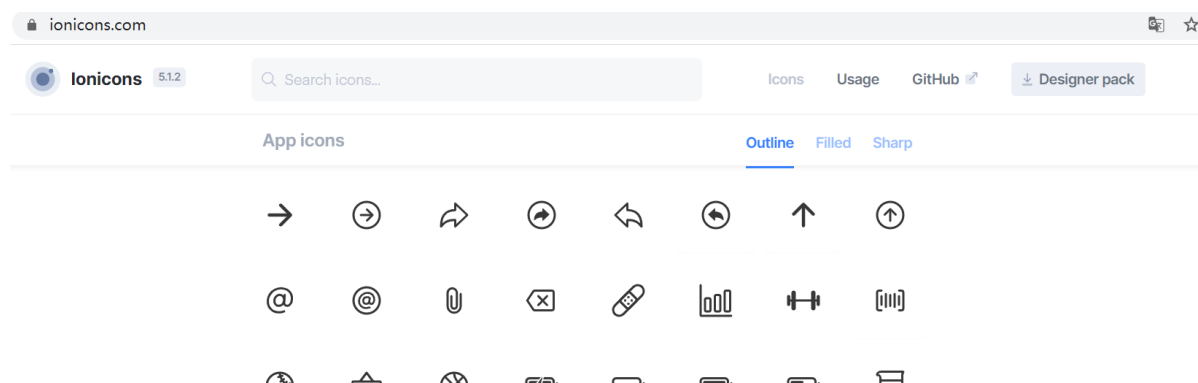 ionicons.com
Ionicons 5.1.2 Search icons... Icons Usage GitHub Designer pack
App icons Outline Filled Sharp